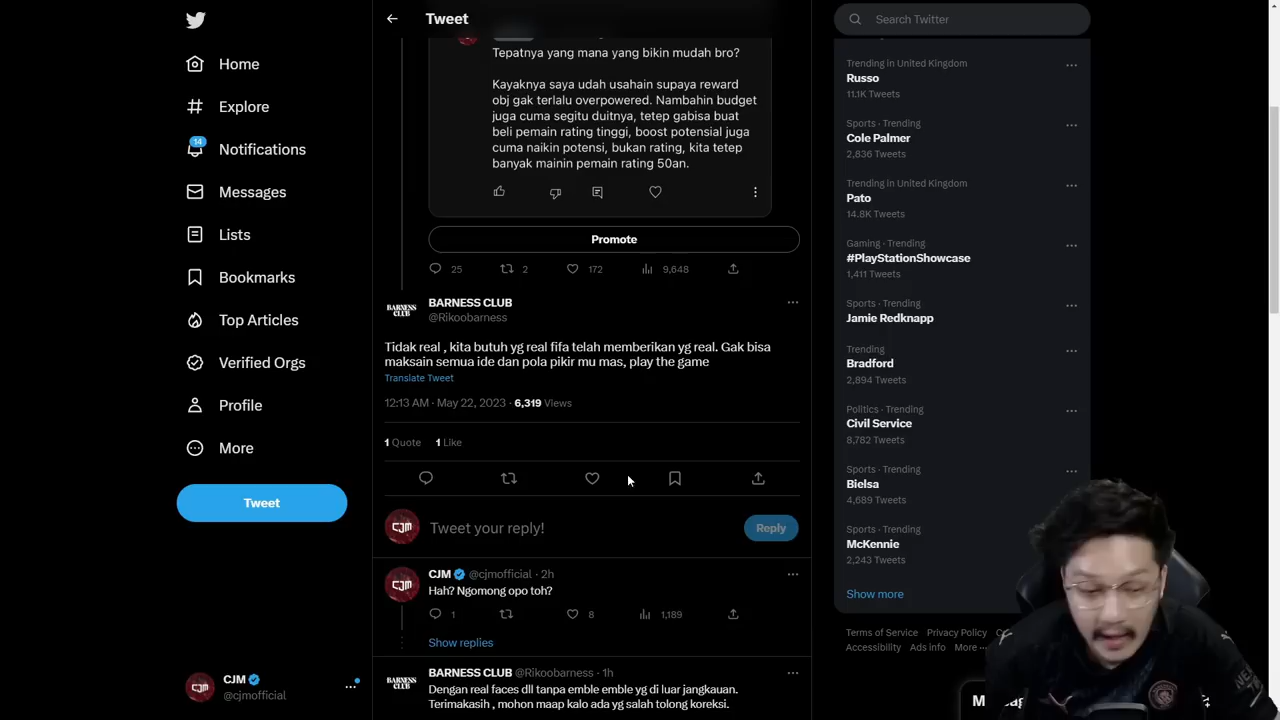 Tweet
Search Twitter
Home
Explore
14
Notifications
Messages
Lists
Bookmarks
Top Articles
Verified Orgs
Profile
More
Tweet
CJM
@cjmofficial
Tepatnya yang mana yang bikin mudah bro?
Kayaknya saya udah usahain supaya reward
obj gak terlalu overpowered. Nambahin budget
juga cuma segitu duitnya, tetep gabisa buat
beli pemain rating tinggi, boost potensial juga
cuma naikin potensi, bukan rating, kita tetep
banyak mainin pemain rating 50an.
Promote
25 2 172 9,648
BARNESS CLUB
BARNESS CLUB
@Rikoobarness
Tidak real , kita butuh yg real fifa telah memberikan yg real. Gak bisa
maksain semua ide dan pola pikir mu mas, play the game
Translate Tweet
12:13 AM · May 22, 2023 · 6,319 Views
1 Quote 1 Like
CJM
Tweet your reply!
Reply
CJM
CJM @cjmofficial · 2h
Hah? Ngomong opo toh?
1 8 1,189
Show replies
BARNESS CLUB
BARNESS CLUB @Rikoobarness · 1h
Dengan real faces dll tanpa emble emble yg di luar jangkauan.
Terimakasih , mohon maap kalo ada yg salah tolong koreksi.
Trending in United Kingdom
Russo
11.1K Tweets
Sports · Trending
Cole Palmer
2,836 Tweets
Trending in United Kingdom
Pato
14.8K Tweets
Gaming · Trending
#PlayStationShowcase
1,411 Tweets
Sports · Trending
Jamie Redknapp
Trending
Bradford
2,894 Tweets
Politics · Trending
Civil Service
8,782 Tweets
Sports · Trending
Bielsa
4,689 Tweets
Sports · Trending
McKennie
2,243 Tweets
Show more
Terms of Service Privacy Policy
Accessibility Ads info More